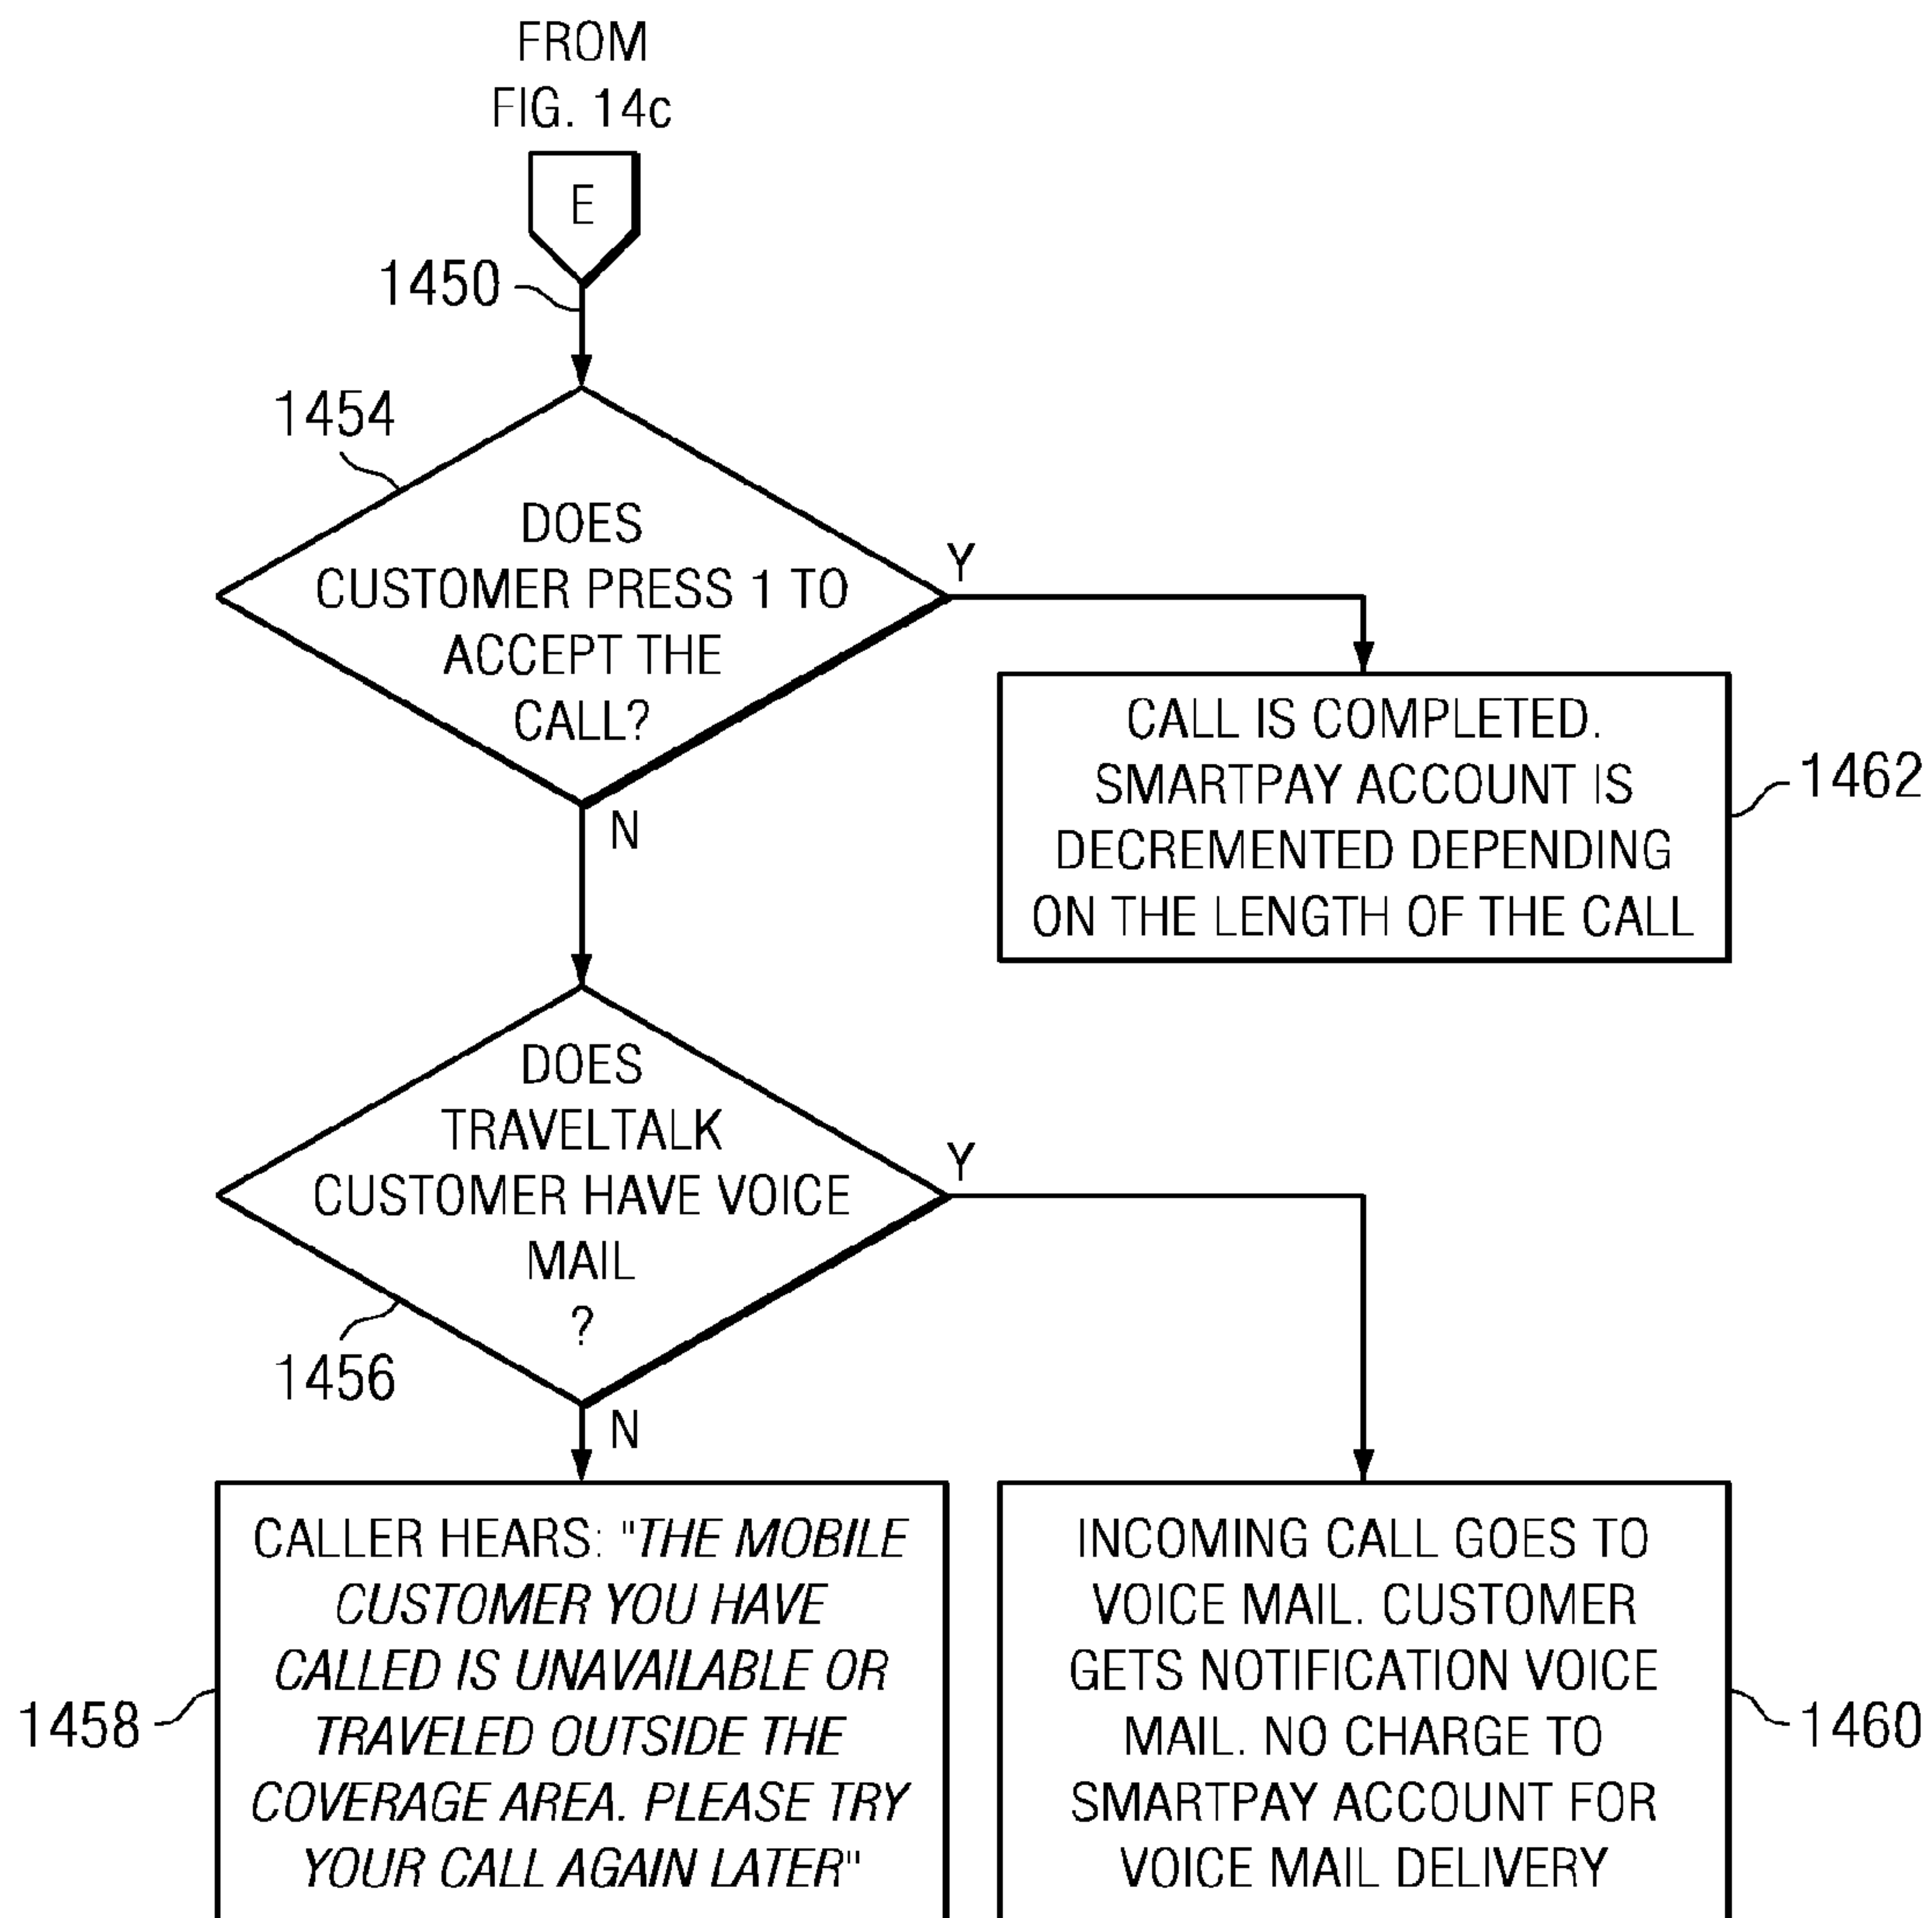 FROM
FIG. 14c
E
1450
1454
DOES
CUSTOMER PRESS 1 TO
ACCEPT THE
CALL?
Y
N
CALL IS COMPLETED.
SMARTPAY ACCOUNT IS
DECREMENTED DEPENDING
ON THE LENGTH OF THE CALL
1462
DOES
TRAVELTALK
CUSTOMER HAVE VOICE
MAIL
?
Y
1456
N
CALLER HEARS: "THE MOBILE
CUSTOMER YOU HAVE
CALLED IS UNAVAILABLE OR
TRAVELED OUTSIDE THE
COVERAGE AREA. PLEASE TRY
YOUR CALL AGAIN LATER"
1458
INCOMING CALL GOES TO
VOICE MAIL. CUSTOMER
GETS NOTIFICATION VOICE
MAIL. NO CHARGE TO
SMARTPAY ACCOUNT FOR
VOICE MAIL DELIVERY
1460